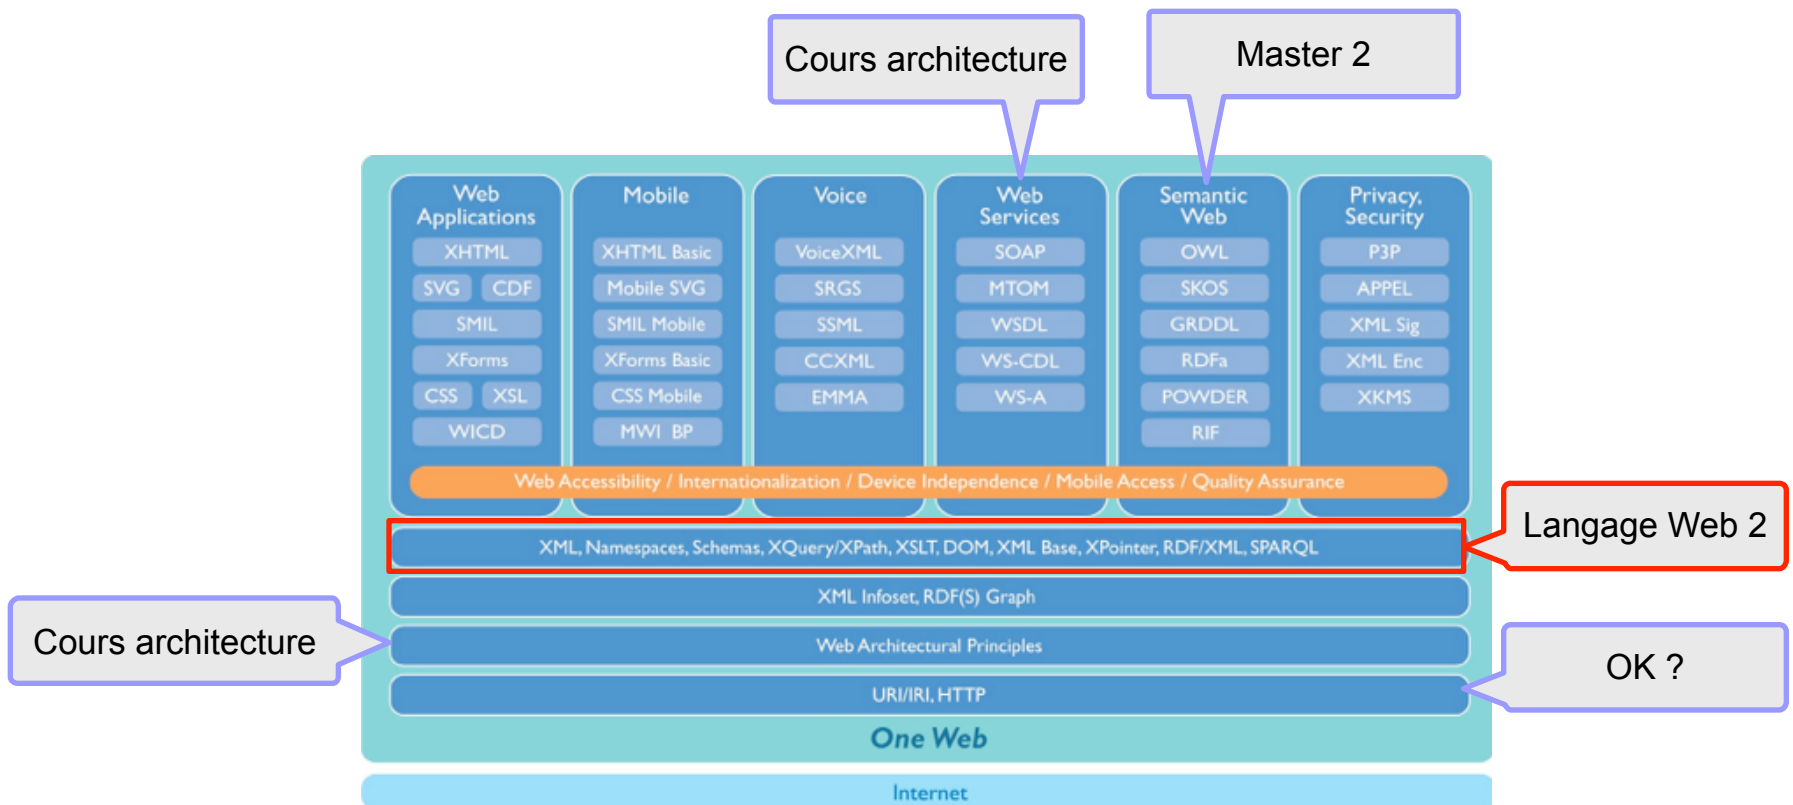 Cours architecture
Master 2
Web
Applications
XHTML
SVG CDF
SMIL
XForms
CSS XSL
WICD
Mobile
XHTML Basic
Mobile SVG
SMIL Mobile
XForms Basic
CSS Mobile
MWI BP
Voice
VoiceXML
SRGS
SSML
CCXML
EMMA
Web
Services
SOAP
MTOM
WSDL
WS-CDL
WS-A
Semantic
Web
OWL
SKOS
GRDDL
RDFa
POWDER
RIF
Privacy,
Security
P3P
APPEL
XML Sig
XML Enc
XKMS
Web Accessibility / Internationalization / Device Independence / Mobile Access / Quality Assurance
XML, Namespaces, Schemas, XQuery/XPath, XSLT, DOM, XML Base, XPointer, RDF/XML, SPARQL
Langage Web 2
XML Infoset, RDF(S) Graph
Cours architecture
Web Architectural Principles
OK ?
URI/IRI, HTTP
One Web
Internet